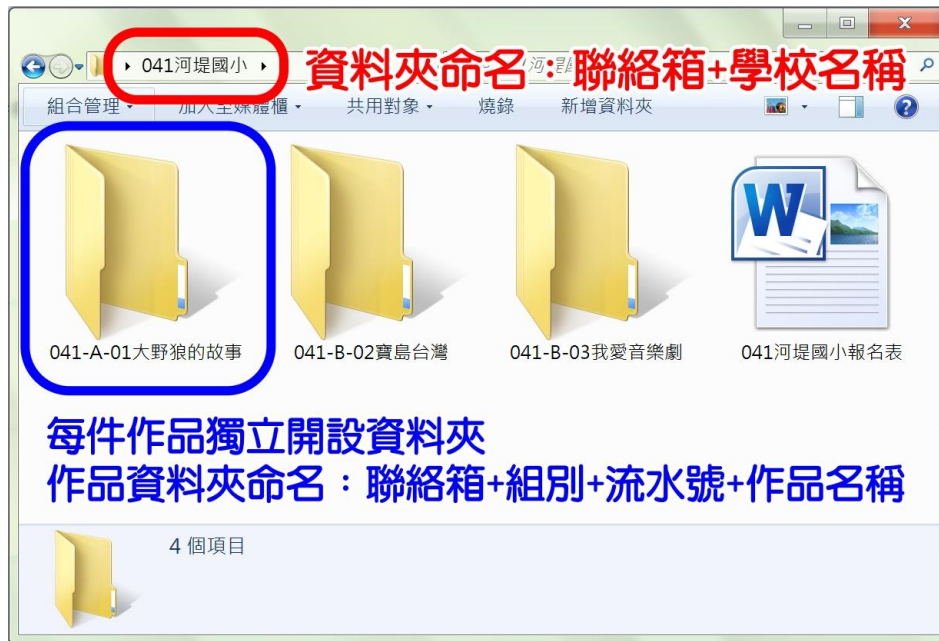 041河堤國小
資料夾命名：聯絡箱+學校名稱
組合管理 加入至媒體櫃 共用對象 燒錄 新增資料夾
041-A-01大野狼的故事 041-B-02寶島台灣 041-B-03我愛音樂劇 041河堤國小報名表
每件作品獨立開設資料夾
作品資料夾命名：聯絡箱+組別+流水號+作品名稱
4 個項目